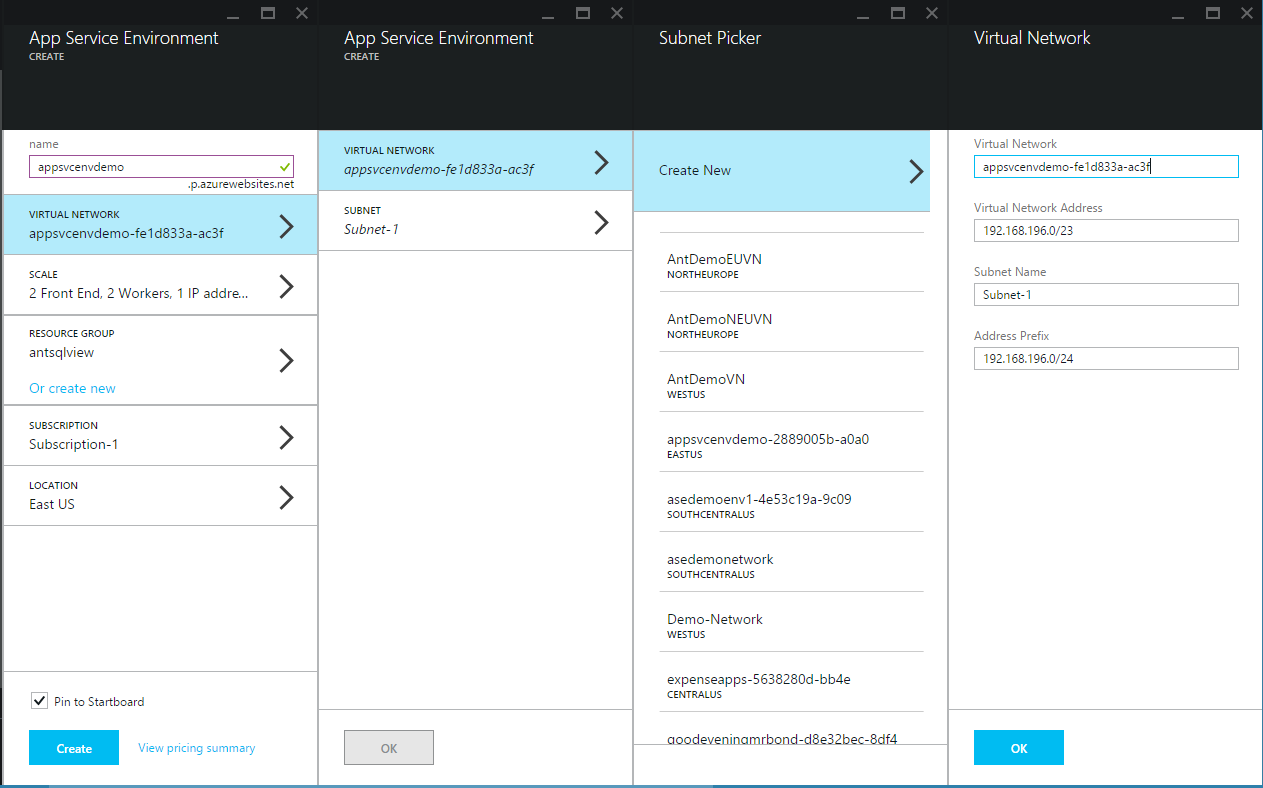 App Service Environment
CREATE
name
appsvcenvdemo
.p.azurewebsites.net
VIRTUAL NETWORK
appsvcenvdemo-fe1d833a-ac3f
SCALE
2 Front End, 2 Workers, 1 IP addre...
RESOURCE GROUP
antsqlview
Or create new
SUBSCRIPTION
Subscription-1
LOCATION
East US
Pin to Startboard
Create
View pricing summary
App Service Environment
CREATE
VIRTUAL NETWORK
appsvcenvdemo-fe1d833a-ac3f
SUBNET
Subnet-1
OK
Subnet Picker
Create New
AntDemoEUVN
NORTHEUROPE
AntDemoNEUVN
NORTHEUROPE
AntDemoVN
WESTUS
appsvcenvdemo-2889005b-a0a0
EASTUS
asedemoenv1-4e53c19a-9c09
SOUTHCENTRALUS
asedemonetwork
SOUTHCENTRALUS
Demo-Network
WESTUS
expenseapps-5638280d-bb4e
CENTRALUS
goodeveningmrbond-d8e32bec-8df4
Virtual Network
Virtual Network
appsvcenvdemo-fe1d833a-ac3f
Virtual Network Address
192.168.196.0/23
Subnet Name
Subnet-1
Address Prefix
192.168.196.0/24
OK